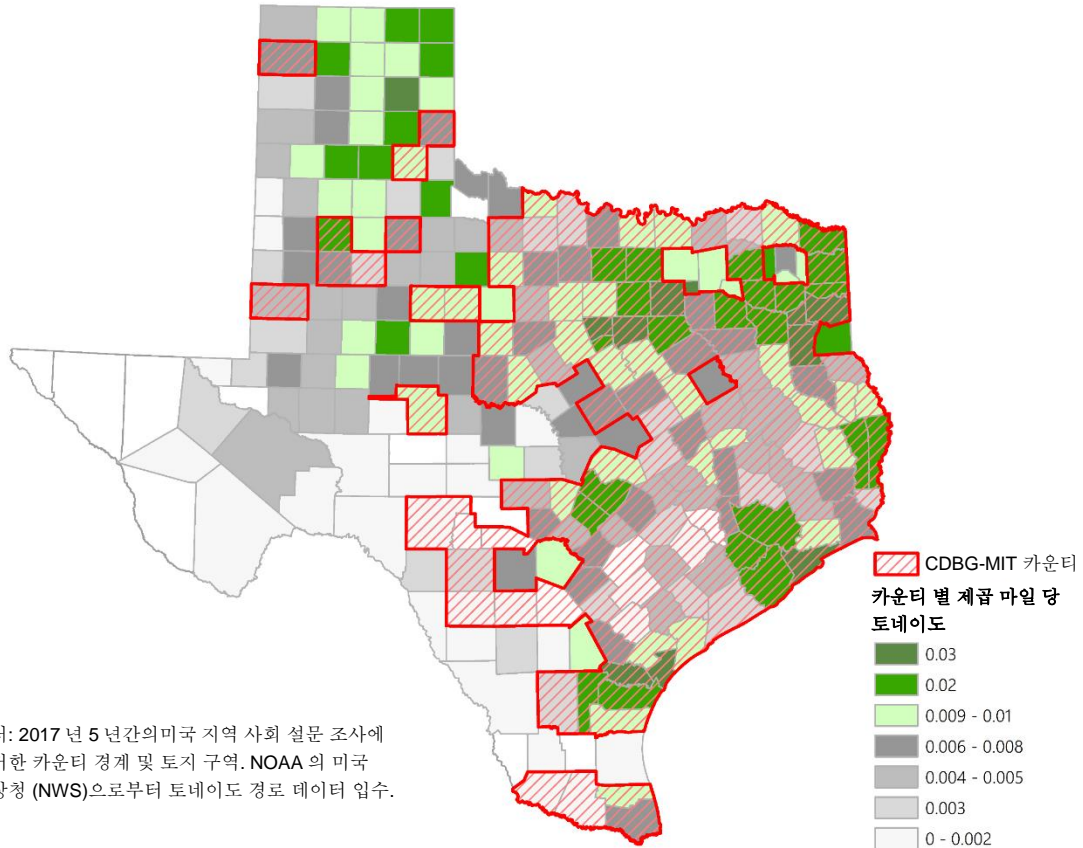 CDBG-MIT 카운티
카운티 별 제곱 마일 당
토네이도
0.03
0.02
0.009 - 0.01
0.006 - 0.008
0.004 - 0.005
0.003
0 - 0.002
: 2017 년 5 년간의미국 지역 사회 설문 조사에
한 카운티 경계 및 토지 구역. NOAA 의 미국
상청 (NWS)으로부터 토네이도 경로 데이터 입수.